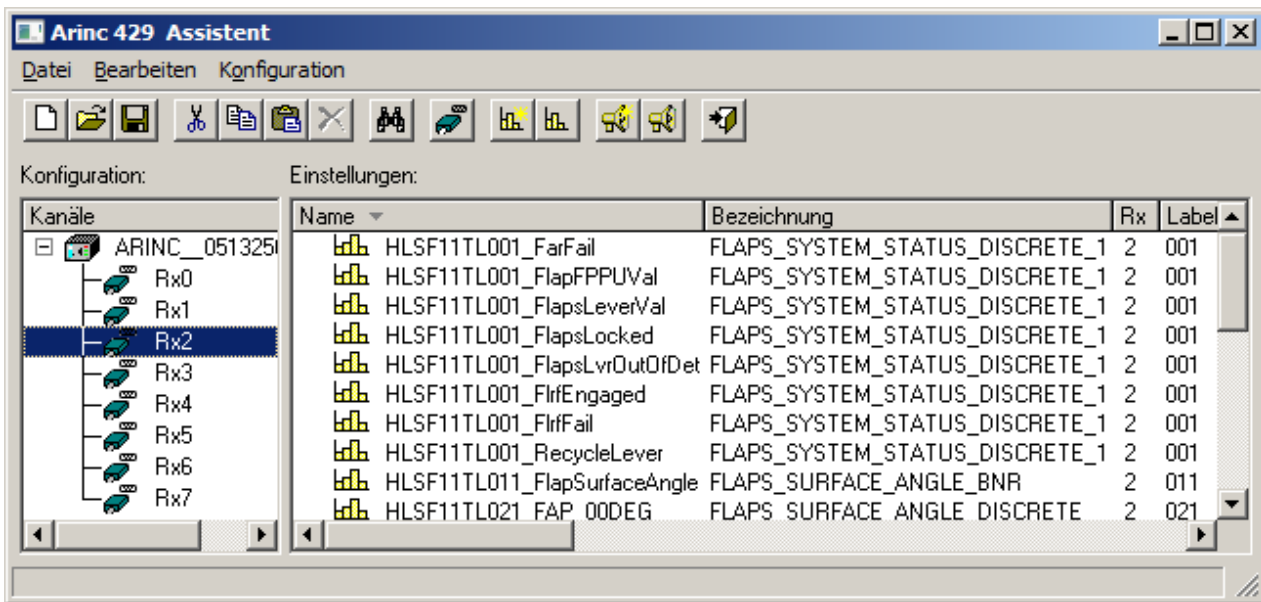 Arinc 429 Assistent
Datei Bearbeiten Konfiguration
Konfiguration: Einstellungen:
Kanäle
ARINC__051325
Rx0
Rx1
Rx2
Rx3
Rx4
Rx5
Rx6
Rx7
Name Bezeichnung Rx Label
HLSF11TL001_FarFail FLAPS_SYSTEM_STATUS_DISCRETE_1 2 001
HLSF11TL001_FlapFPPUVal FLAPS_SYSTEM_STATUS_DISCRETE_1 2 001
HLSF11TL001_FlapsLeverVal FLAPS_SYSTEM_STATUS_DISCRETE_1 2 001
HLSF11TL001_FlapsLocked FLAPS_SYSTEM_STATUS_DISCRETE_1 2 001
HLSF11TL001_FlapsLvrOutOfDet FLAPS_SYSTEM_STATUS_DISCRETE_1 2 001
HLSF11TL001_FlrfEngaged FLAPS_SYSTEM_STATUS_DISCRETE_1 2 001
HLSF11TL001_FlrfFail FLAPS_SYSTEM_STATUS_DISCRETE_1 2 001
HLSF11TL001_RecycleLever FLAPS_SYSTEM_STATUS_DISCRETE_1 2 001
HLSF11TL011_FlapSurfaceAngle FLAPS_SURFACE_ANGLE_BNR 2 011
HLSF11TL021_FAP_00DEG FLAPS_SURFACE_ANGLE_DISCRETE 2 021